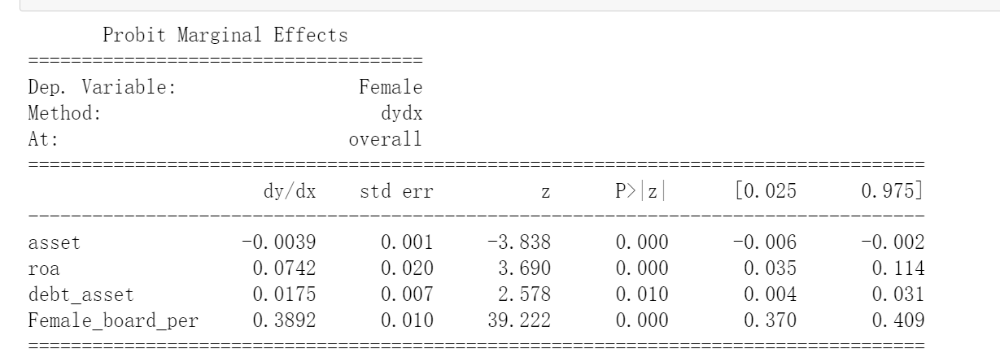 Probit Marginal Effects
=====================================
Dep. Variable: Female
Method: dydx
At: overall
====================================================================================
dy/dx std err z P>|z| [0.025 0.975]
------------------------------------------------------------------------------------
asset -0.0039 0.001 -3.838 0.000 -0.006 -0.002
roa 0.0742 0.020 3.690 0.000 0.035 0.114
debt_asset 0.0175 0.007 2.578 0.010 0.004 0.031
Female_board_per 0.3892 0.010 39.222 0.000 0.370 0.409
====================================================================================